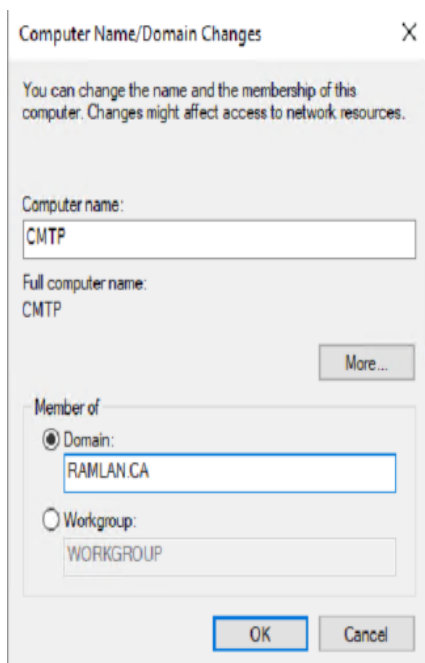 Computer Name/Domain Changes
You can change the name and the membership of this
computer. Changes might affect access to network resources.
Computer name:
CMTP
Full computer name:
CMTP
More...
Member of
Domain:
RAMLAN.CA
Workgroup:
WORKGROUP
OK Cancel